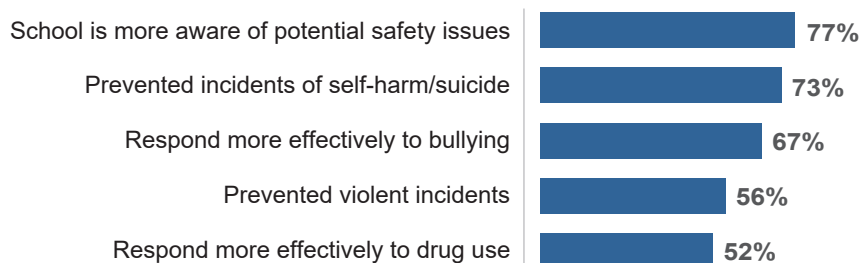 School is more aware of potential safety issues 77%
Prevented incidents of self-harm/suicide 73%
Respond more effectively to bullying 67%
Prevented violent incidents 56%
Respond more effectively to drug use 52%